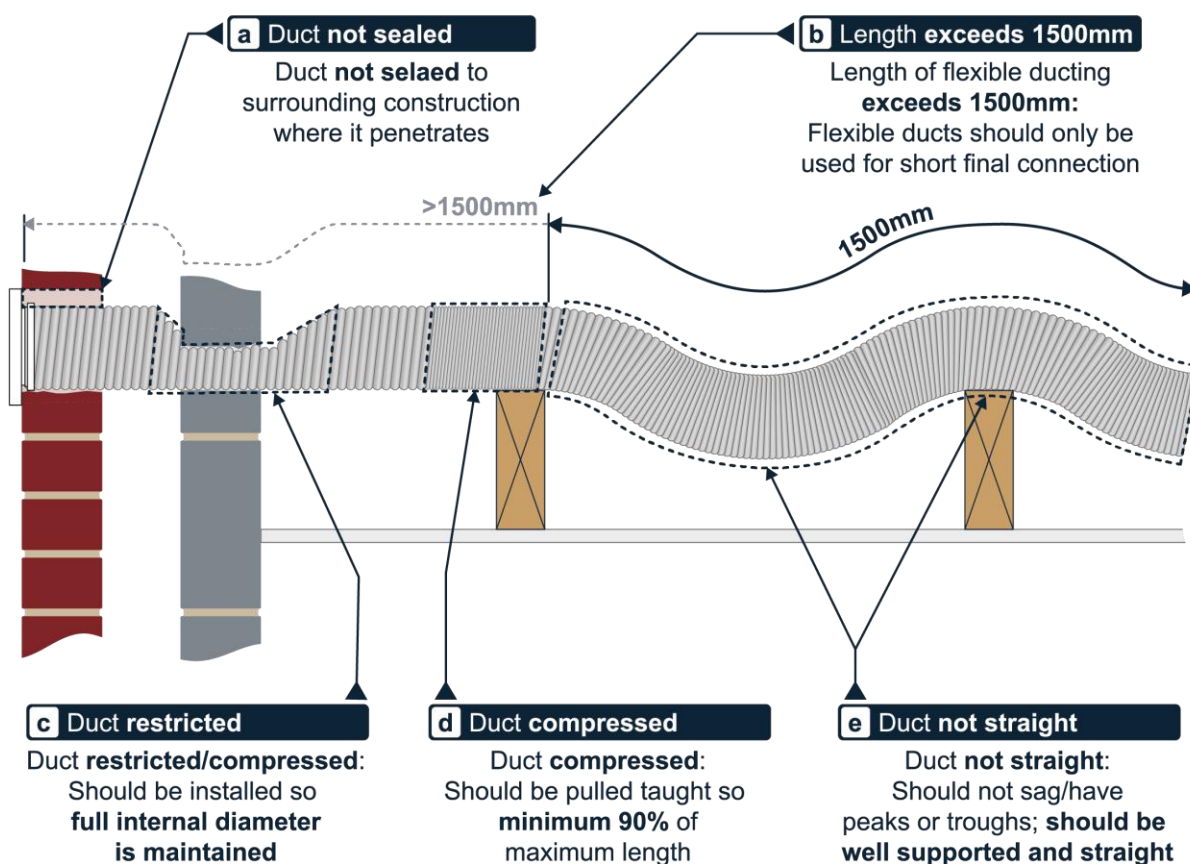 a Duct not sealed
Duct not selaed to
surrounding construction
where it penetrates
b Length exceeds 1500mm
Length of flexible ducting
exceeds 1500mm:
Flexible ducts should only be
used for short final connection
>1500mm
1500mm
c Duct restricted
Duct restricted/compressed:
Should be installed so
full internal diameter
is maintained
d Duct compressed
Duct compressed:
Should be pulled taught so
minimum 90% of
maximum length
e Duct not straight
Duct not straight:
Should not sag/have
peaks or troughs; should be
well supported and straight